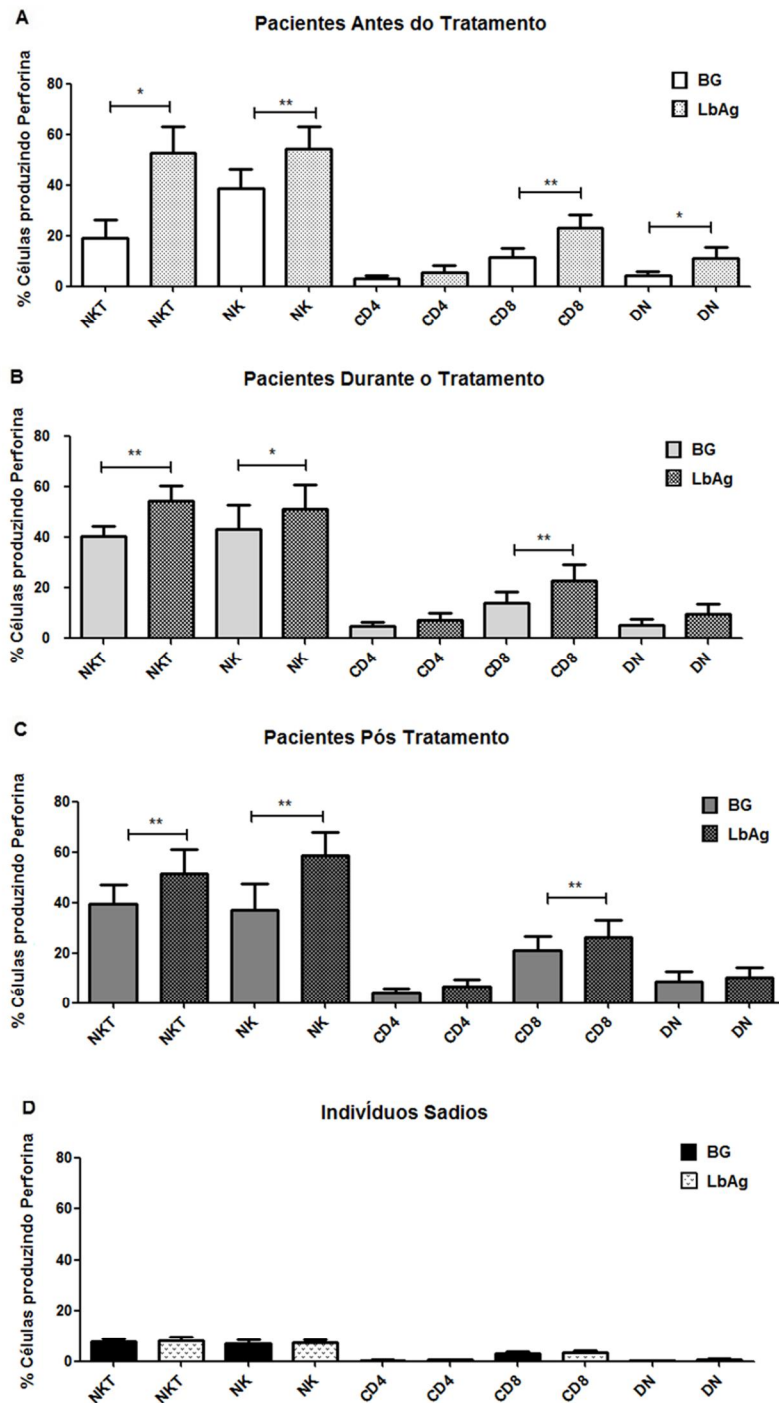 A
Pacientes Antes do Tratamento
% Células produzindo Perforina
80
60
40
20
0
*
**
**
*
BG
LbAg
NKT NKT NK NK CD4 CD4 CD8 CD8 DN DN
B
Pacientes Durante o Tratamento
% Células produzindo Perforina
80
60
40
20
0
**
*
**
BG
LbAg
NKT NKT NK NK CD4 CD4 CD8 CD8 DN DN
C
Pacientes Pós Tratamento
% Células produzindo Perforina
80
60
40
20
0
**
**
**
BG
LbAg
NKT NKT NK NK CD4 CD4 CD8 CD8 DN DN
D
Indivíduos Sadios
% Células produzindo Perforina
80
60
40
20
0
BG
LbAg
NKT NKT NK NK CD4 CD4 CD8 CD8 DN DN